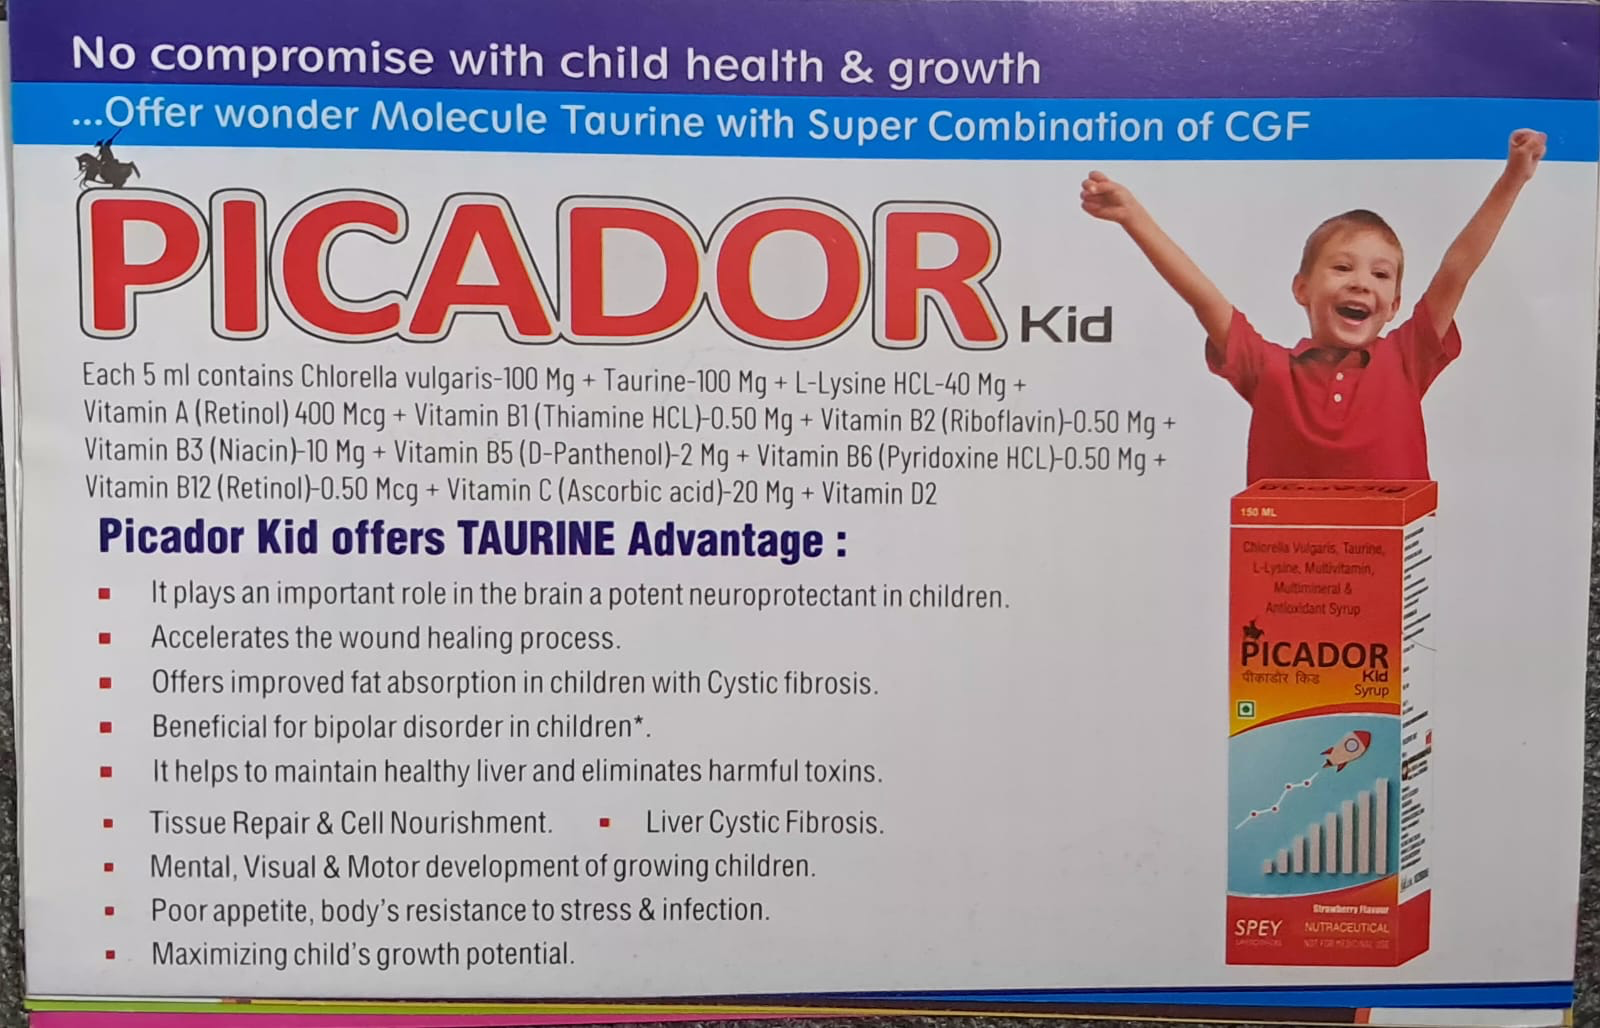 No compromise with child health & growth
...Offer wonder Molecule Taurine with Super Combination of CGF
PICADOR Kid
Each 5 ml contains Chlorella vulgaris-100 Mg + Taurine-100 Mg + L-Lysine HCL-40 Mg +
Vitamin A (Retinol) 400 Mcg + Vitamin B1 (Thiamine HCL)-0.50 Mg + Vitamin B2 (Riboflavin)-0.50 Mg +
Vitamin B3 (Niacin)-10 Mg + Vitamin B5 (D-Panthenol)-2 Mg + Vitamin B6 (Pyridoxine HCL)-0.50 Mg +
Vitamin B12 (Retinol)-0.50 Mcg + Vitamin C (Ascorbic acid)-20 Mg + Vitamin D2
Picador Kid offers TAURINE Advantage :
It plays an important role in the brain a potent neuroprotectant in children.
Accelerates the wound healing process.
Offers improved fat absorption in children with Cystic fibrosis.
Beneficial for bipolar disorder in children*.
It helps to maintain healthy liver and eliminates harmful toxins.
Tissue Repair & Cell Nourishment. Liver Cystic Fibrosis.
Mental, Visual & Motor development of growing children.
Poor appetite, body's resistance to stress & infection.
Maximizing child's growth potential.
PICADOR
150 ML
Chlorella Vulgaris, Taurine,
L-Lysine, Multivitamin,
Multimineral &
Antioxidant Syrup
PICADOR
पीकाडोर किड Kid
Syrup
Strawberry Flavour
SPEY NUTRACEUTICAL
NOT FOR MEDICINAL USE